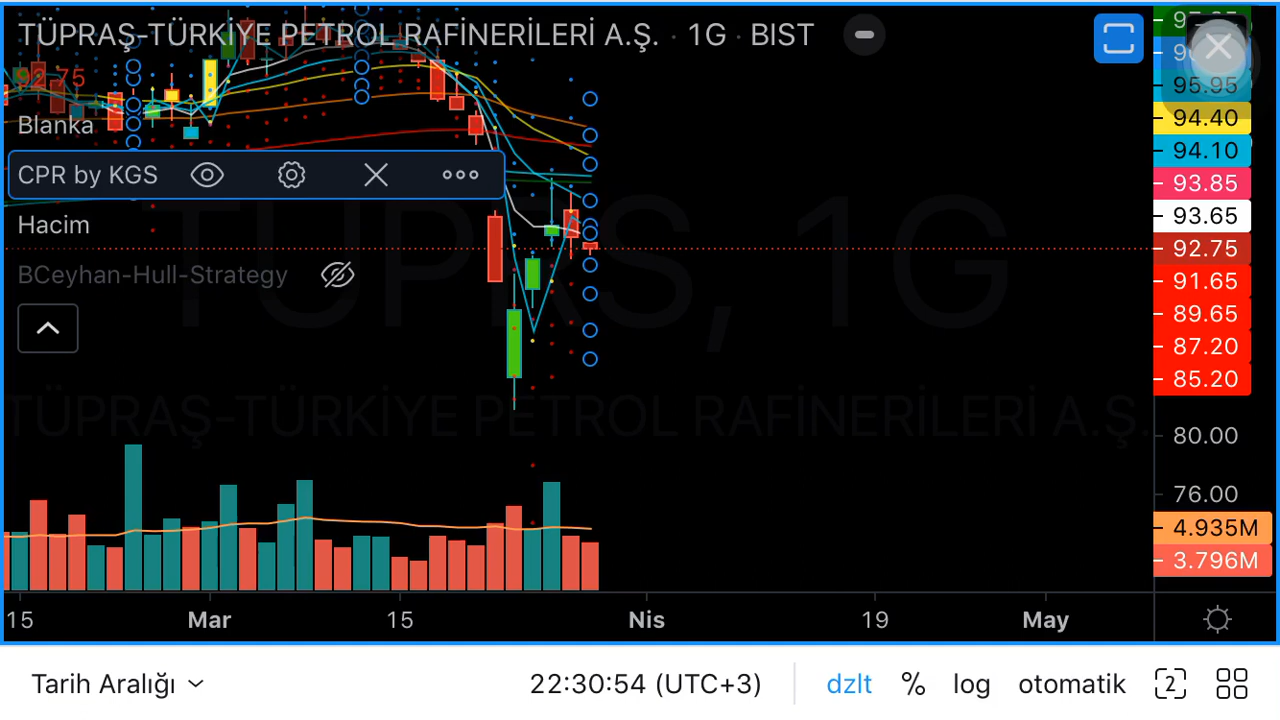 TÜPRAŞ-TÜRKİYE PETROL RAFİNERİLERİ A.Ş. · 1G · BIST
92.75
Blanka
CPR by KGS
Hacim
BCeyhan-Hull-Strategy
TUPRS, 1G
TÜPRAŞ-TÜRKİYE PETROL RAFİNERİLERİ A.Ş.
95.95
94.40
94.10
93.85
93.65
92.75
91.65
89.65
87.20
85.20
80.00
76.00
4.935M
3.796M
15 Mar 15 Nis 19 May
Tarih Aralığı 22:30:54 (UTC+3) dzlt % log otomatik 2